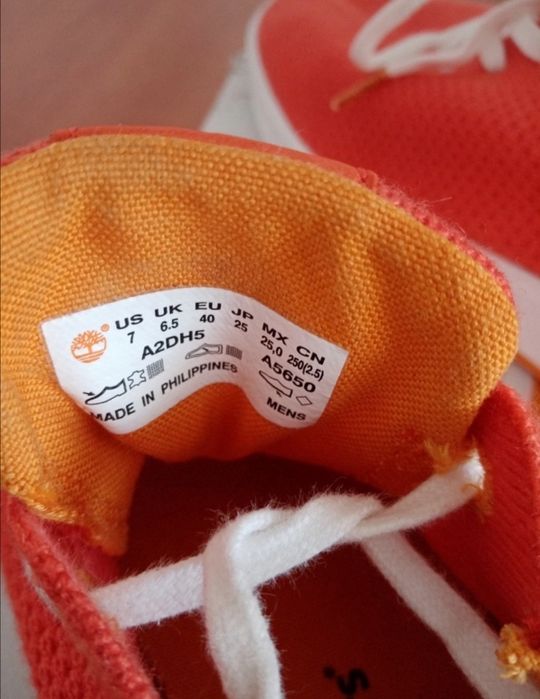 US UK EU JP MX CN
7 6.5 40 25 25.0 250(2.5)
A2DH5 A5650
MADE IN PHILIPPINES
MENS